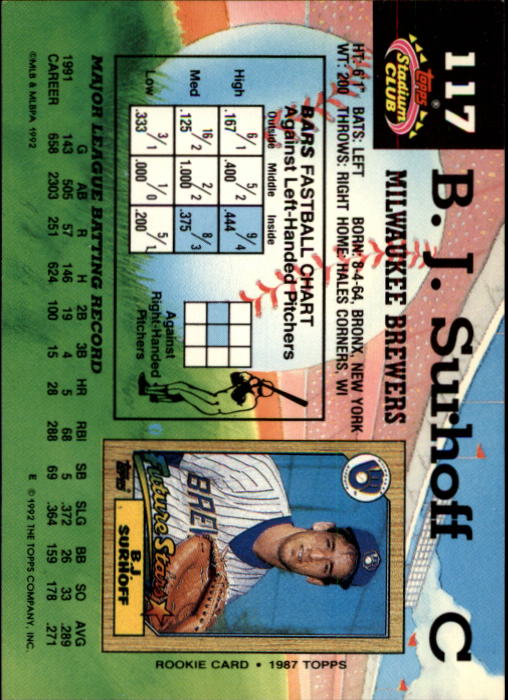 117
TOPPS®
Stadium
CLUB
B. J. Surhoff C
MILWAUKEE BREWERS
HT: 6'1" BATS: LEFT BORN: 8-4-64, BRONX, NEW YORK
WT: 200 THROWS: RIGHT HOME: HALES CORNERS, WI
BARS FASTBALL CHART
Against Left-Handed Pitchers
Outside Middle Inside
High 6/1 .167 5/2 .400 9/4 .444
Med 16/2 .125 2/2 1.000 8/3 .375
Low 3/1 .333 1/0 .000 5/1 .200
Against
Right-Handed
Pitchers
BREW
Topps
Future Stars
B.J.
SURHOFF
ROOKIE CARD • 1987 TOPPS
MAJOR LEAGUE BATTING RECORD
G AB R H 2B 3B HR RBI SB SLG BB SO AVG
1991 143 505 57 146 19 4 5 68 5 .372 26 33 .289
CAREER 658 2303 251 624 100 15 28 288 69 .364 159 178 .271
©MLB & MLBPA 1992
E © 1992 THE TOPPS COMPANY, INC.